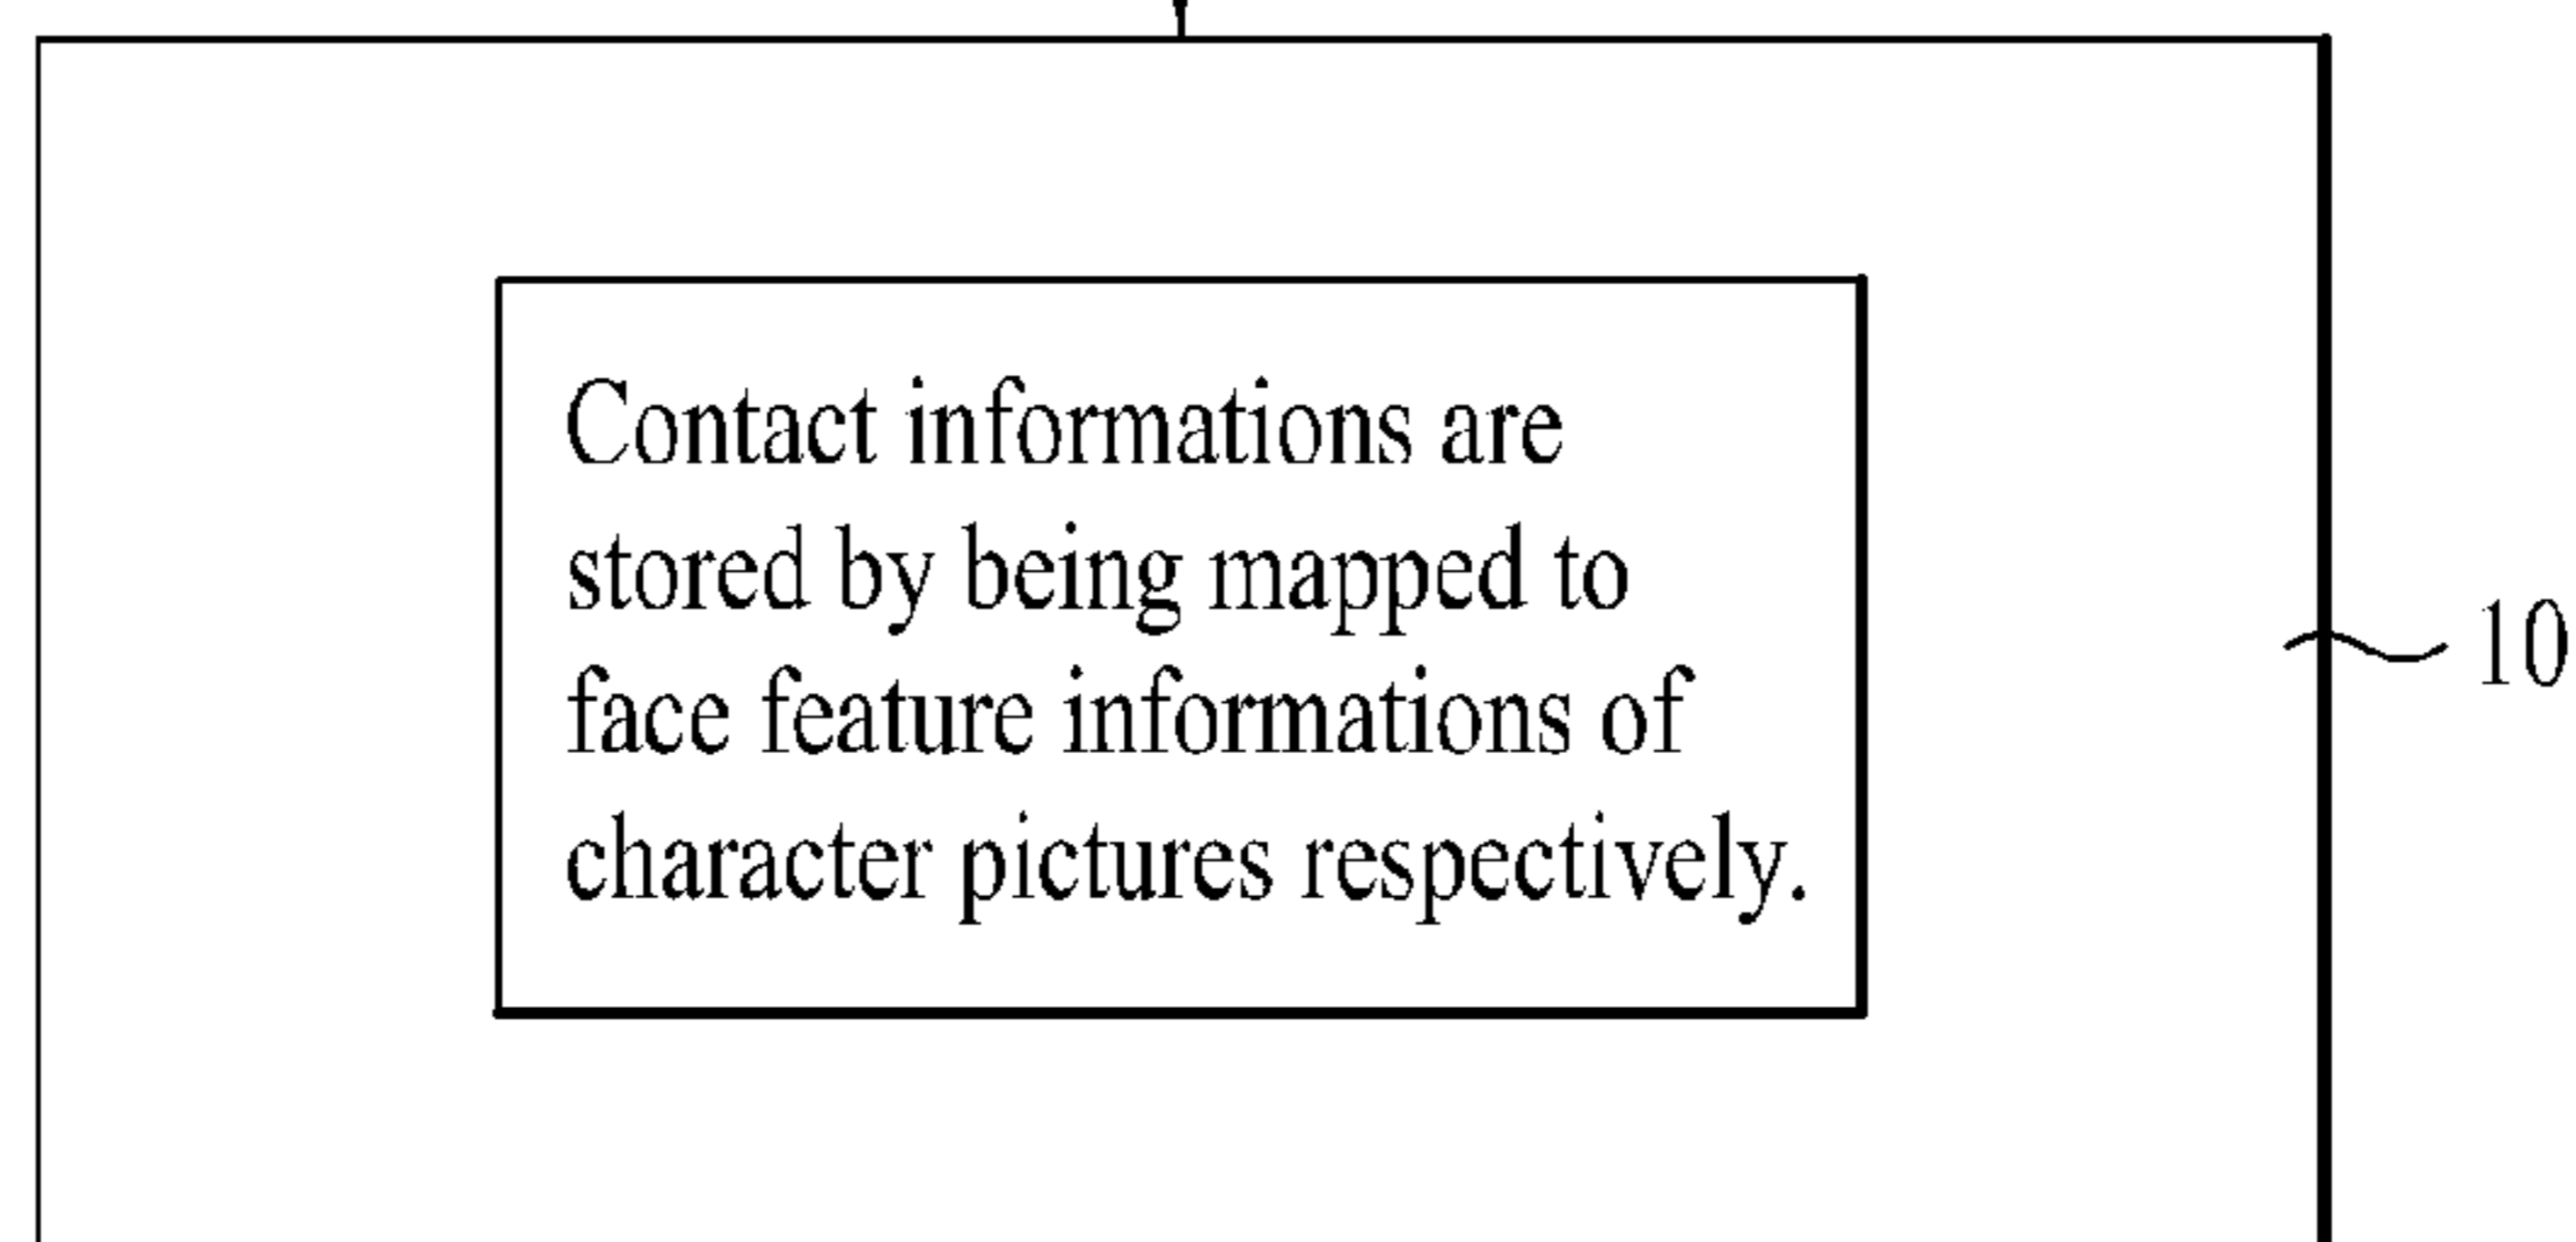 Contact informations are
stored by being mapped to
face feature informations of
character pictures respectively.
10